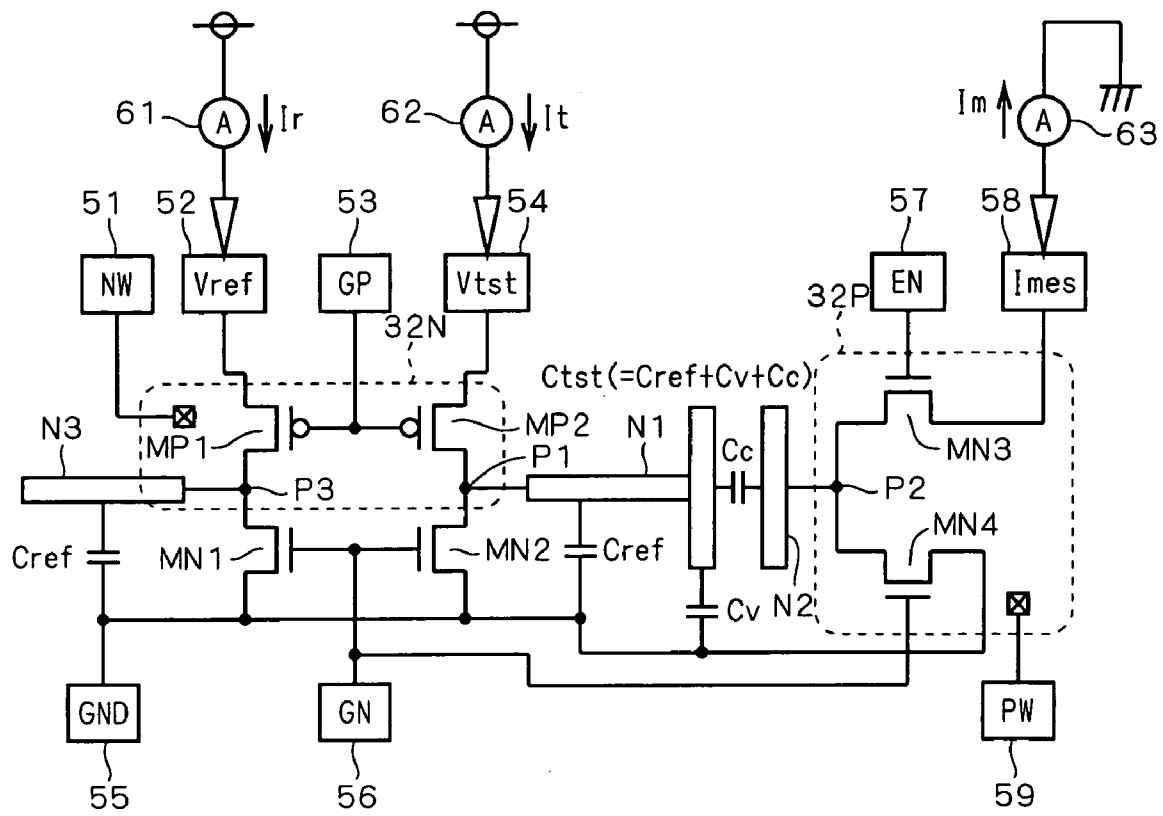 61 A Ir
62 A It
Im A 63
51 52 53 54 57 58
NW Vref GP Vtst EN Imes
32N 32P
Ctst(=Cref+Cv+Cc)
N3 MP1 MP2 N1 Cc MN3
P3 P1 P2
Cref MN1 MN2 Cref N2 MN4
Cv
GND GN PW
55 56 59